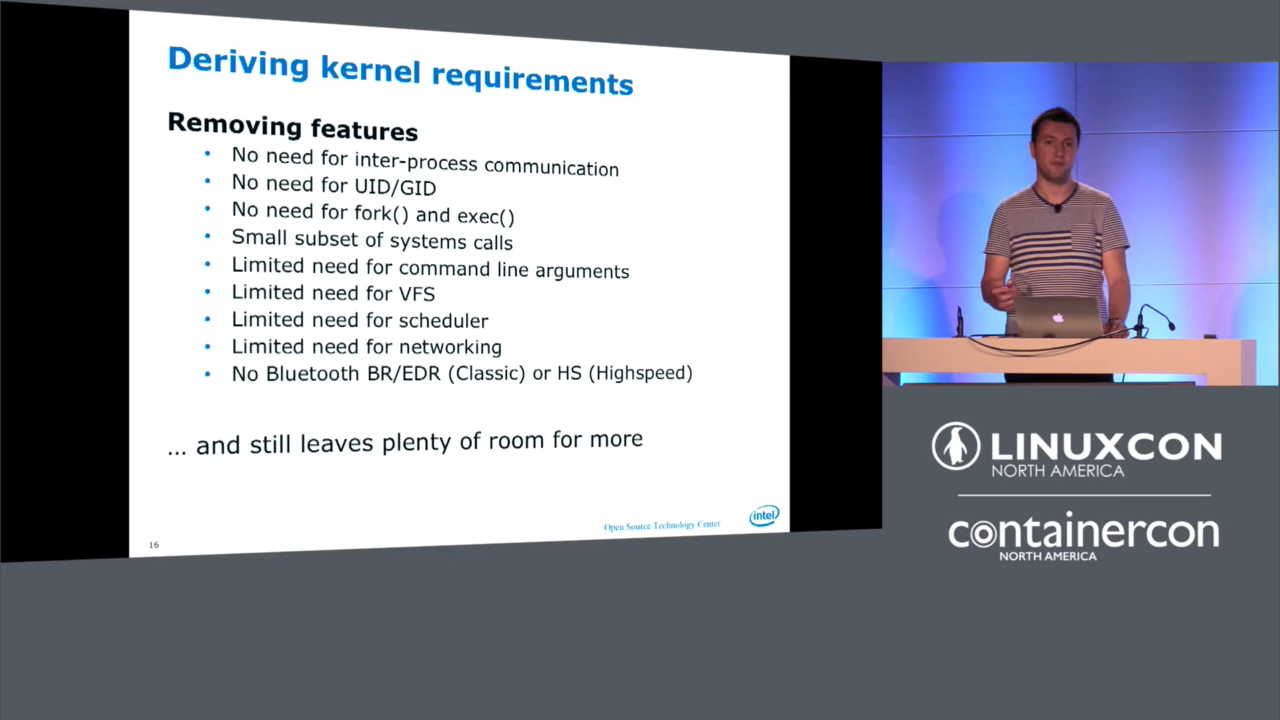 Deriving kernel requirements
Removing features
• No need for inter-process communication
• No need for UID/GID
• No need for fork() and exec()
• Small subset of systems calls
• Limited need for command line arguments
• Limited need for VFS
• Limited need for scheduler
• Limited need for networking
• No Bluetooth BR/EDR (Classic) or HS (Highspeed)
... and still leaves plenty of room for more
Open Source Technology Center
intel
16
LINUXCON
NORTH AMERICA
containercon
NORTH AMERICA